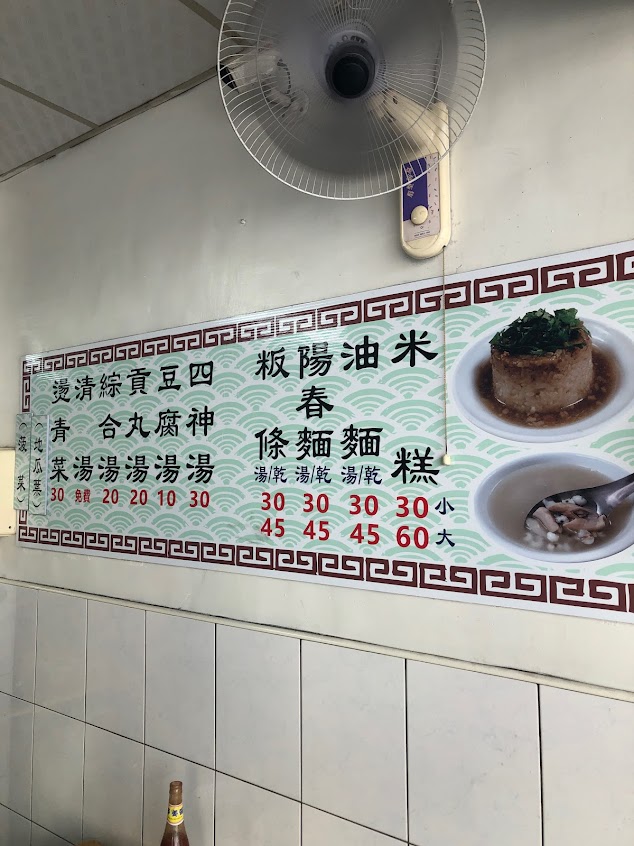 米糕
小 30
大 60
油麵
湯/乾
30
45
陽春麵
湯/乾
30
45
粄條
湯/乾
30
45
四神湯
30
豆腐湯
10
貢丸湯
20
綜合湯
20
清湯
免費
燙青菜
30
(地瓜葉)
(菠菜)